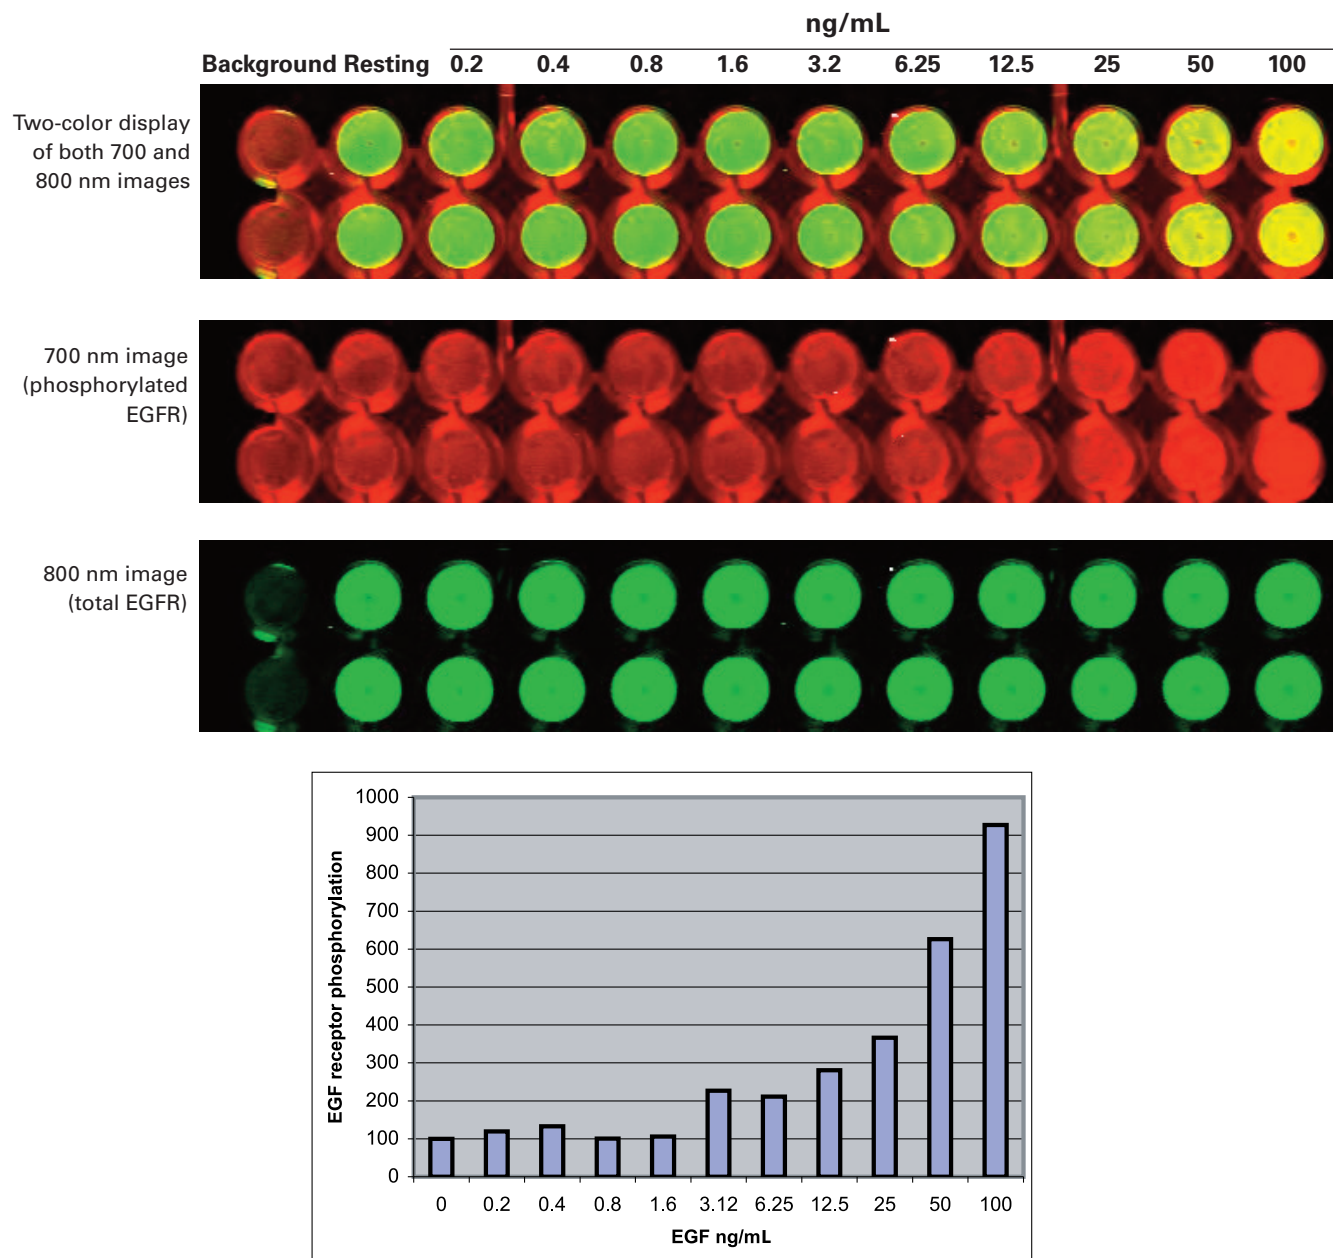 ng/mL
Background Resting 0.2 0.4 0.8 1.6 3.2 6.25 12.5 25 50 100
Two-color display
of both 700 and
800 nm images
700 nm image
(phosphorylated
EGFR)
800 nm image
(total EGFR)
EGF receptor phosphorylation
1000
900
800
700
600
500
400
300
200
100
0
0 0.2 0.4 0.8 1.6 3.12 6.25 12.5 25 50 100
EGF ng/mL